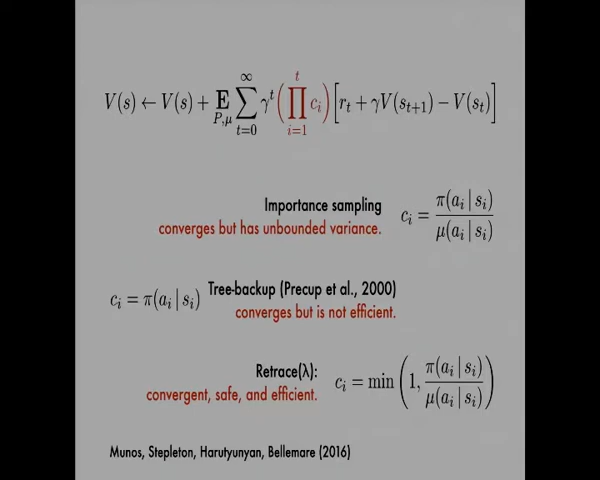 V(s) ← V(s) + E_{P,μ} ∑_{t=0}^{∞} γ^t (∏_{i=1}^{t} c_i) [r_t + γV(s_{t+1}) − V(s_t)]
Importance sampling
converges but has unbounded variance.
c_i = π(a_i | s_i) / μ(a_i | s_i)
c_i = π(a_i | s_i)
Tree-backup (Precup et al., 2000)
converges but is not efficient.
Retrace(λ):
convergent, safe, and efficient.
c_i = min (1, π(a_i | s_i) / μ(a_i | s_i))
Munos, Stepleton, Harutyunyan, Bellemare (2016)